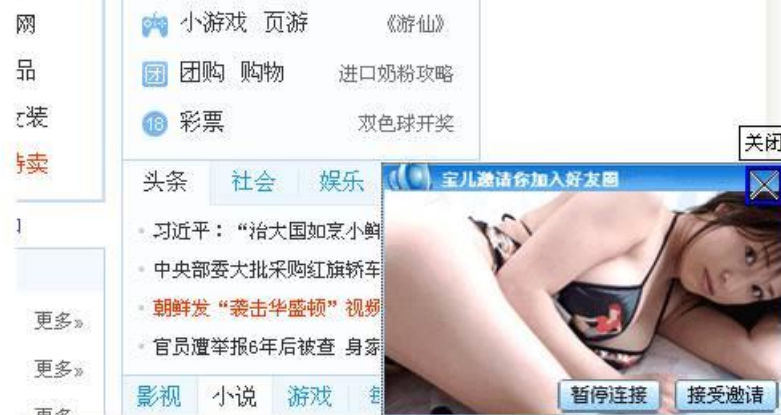 网
品
女装
特卖
更多»
更多»
更多
小游戏 页游 《游仙》
团 团购 购物 进口奶粉攻略
18 彩票 双色球开奖
头条 社会 娱乐
习近平：“治大国如烹小鲜
中央部委大批采购红旗轿车
朝鲜发“袭击华盛顿”视频
官员遭举报6年后被查 身家
影视 小说 游戏
关闭
宝儿邀请你加入好友圈
暂停连接 接受邀请